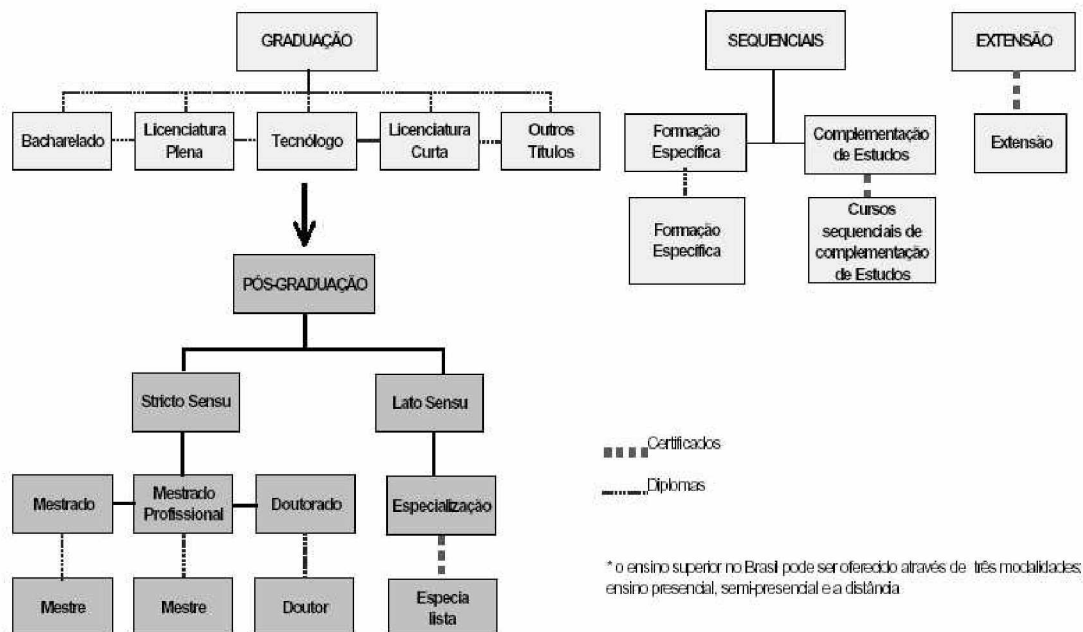 GRADUAÇÃO
SEQUENCIAIS
EXTENSÃO
Bacharelado
Licenciatura
Plena
Tecnólogo
Licenciatura
Curta
Outros
Títulos
Formação
Específica
Complementação
de Estudos
Extensão
Formação
Específica
Cursos
sequenciais de
complementação
de Estudos
PÓS-GRADUAÇÃO
Stricto Sensu
Lato Sensu
Mestrado
Mestrado
Profissional
Doutorado
Especialização
Mestre
Mestre
Doutor
Especia
lista
Certificados
Diplomas
* o ensino superior no Brasil pode ser oferecido através de três modalidades;
ensino presencial, semi-presencial e a distância